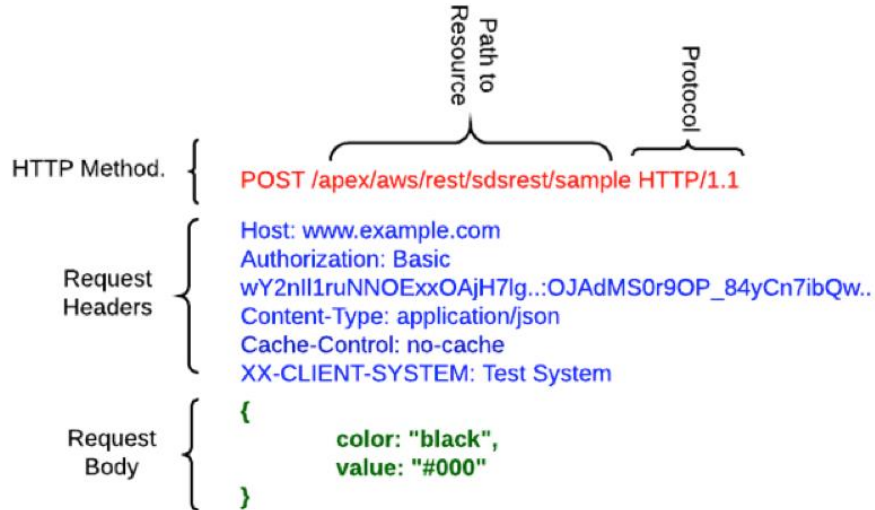 Path to
Resource
Protocol
HTTP Method.
POST /apex/aws/rest/sdsrest/sample HTTP/1.1
Request
Headers
Host: www.example.com
Authorization: Basic
wY2nIl1ruNNOExxOAjH7lg..:OJAdMS0r9OP_84yCn7ibQw..
Content-Type: application/json
Cache-Control: no-cache
XX-CLIENT-SYSTEM: Test System
Request
Body
{
color: "black",
value: "#000"
}